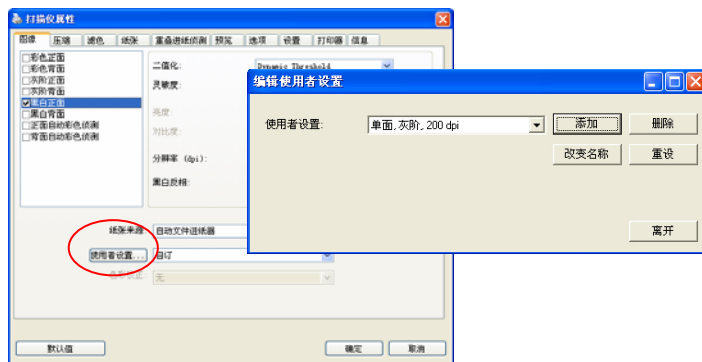 扫描仪属性
图像 压缩 滤色 纸张 重叠进纸侦测 预览 选项 设置 打印器 信息
彩色正面
彩色背面
灰阶正面
灰阶背面
黑白正面
黑白背面
正面自动彩色侦测
背面自动彩色侦测
二值化: Dynamic Threshold
灵敏度:
亮度:
对比度:
分辨率 (dpi):
黑白反相:
纸张来源 自动文件进纸器
使用者设置... 自订
无
默认值 确定 取消
编辑使用者设置
使用者设置: 单面, 灰阶, 200 dpi 添加 删除
改变名称 重设
离开